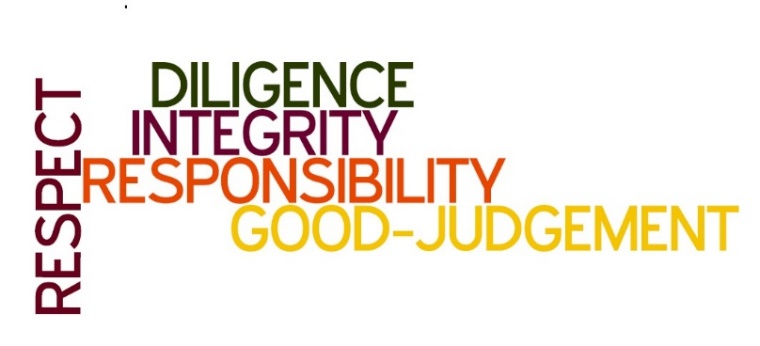 RESPECT
DILIGENCE
INTEGRITY
RESPONSIBILITY
GOOD-JUDGEMENT